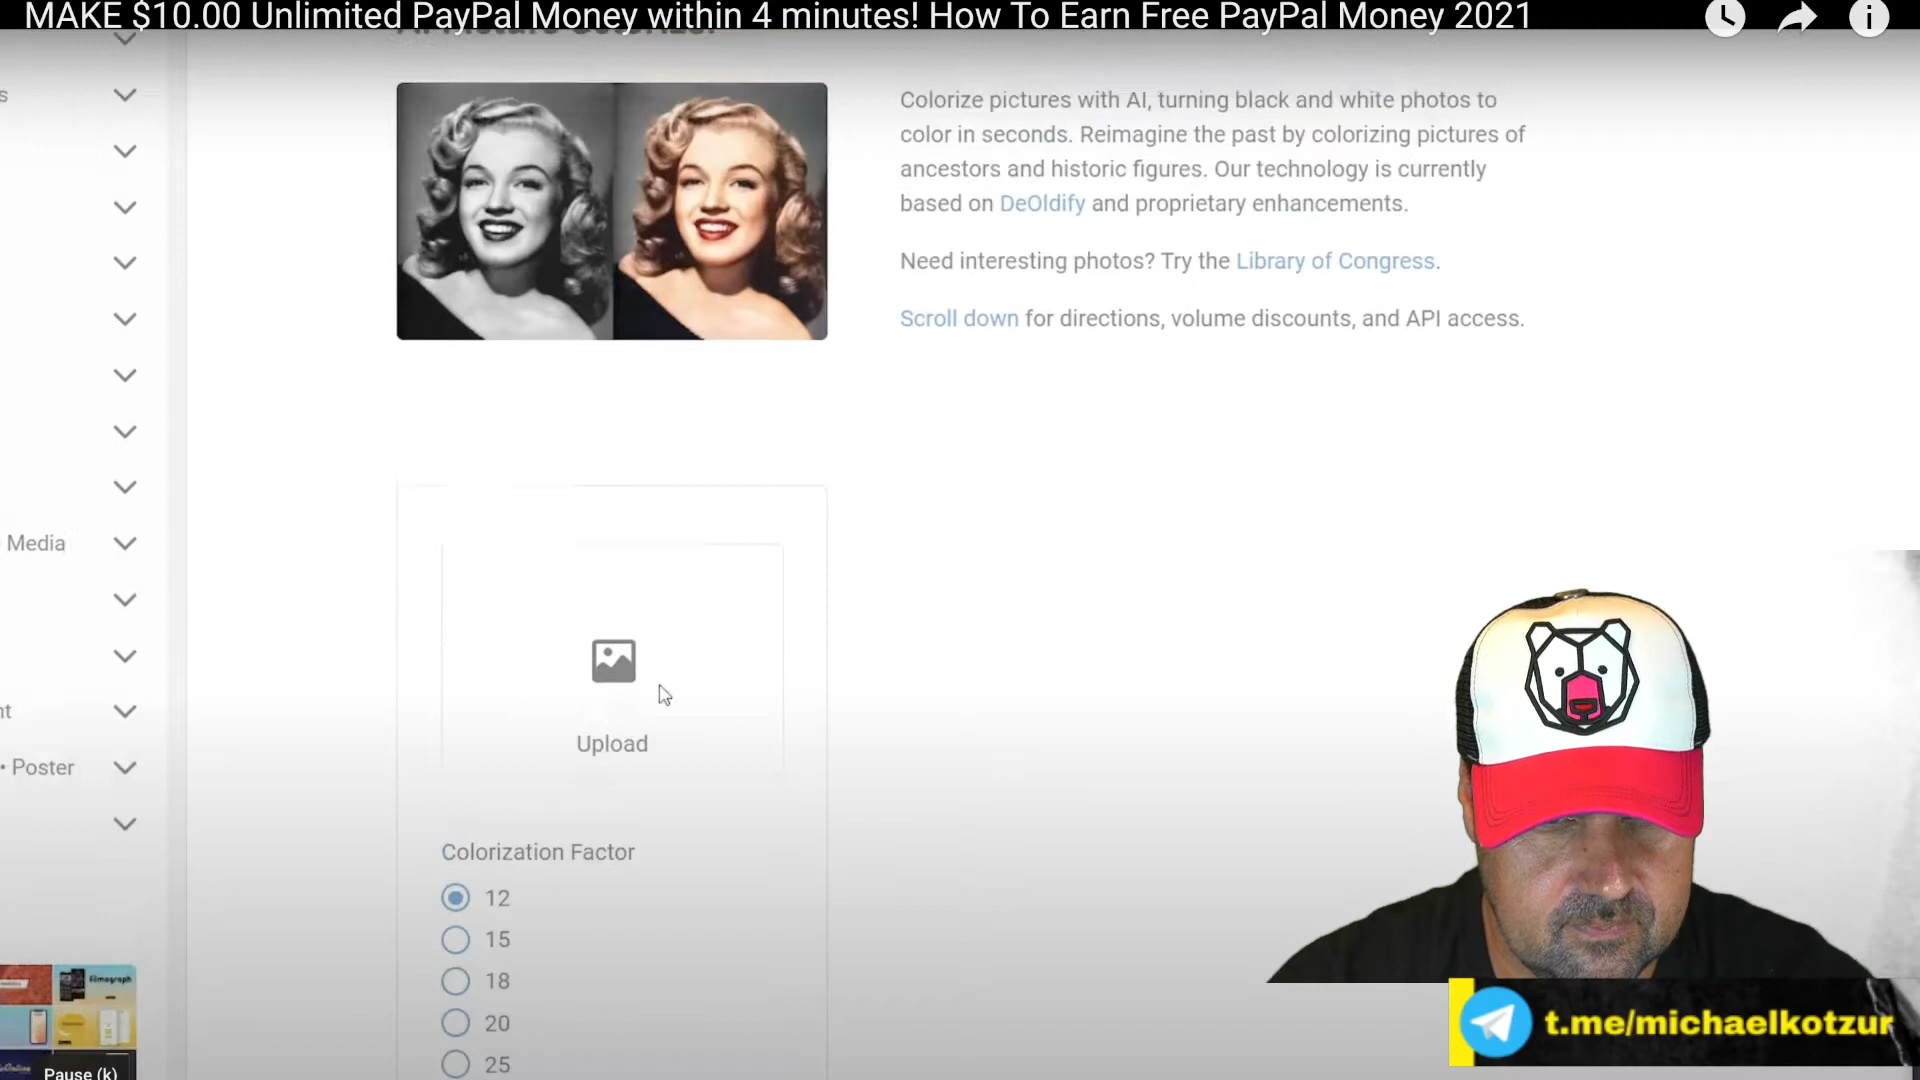 MAKE $10.00 Unlimited PayPal Money within 4 minutes! How To Earn Free PayPal Money 2021
s
Colorize pictures with AI, turning black and white photos to
color in seconds. Reimagine the past by colorizing pictures of
ancestors and historic figures. Our technology is currently
based on DeOldify and proprietary enhancements.
Need interesting photos? Try the Library of Congress.
Scroll down for directions, volume discounts, and API access.
Media
nt
• Poster
Upload
Colorization Factor
12
15
18
20
25
filmograph
Pause (k)
t.me/michaelkotzur